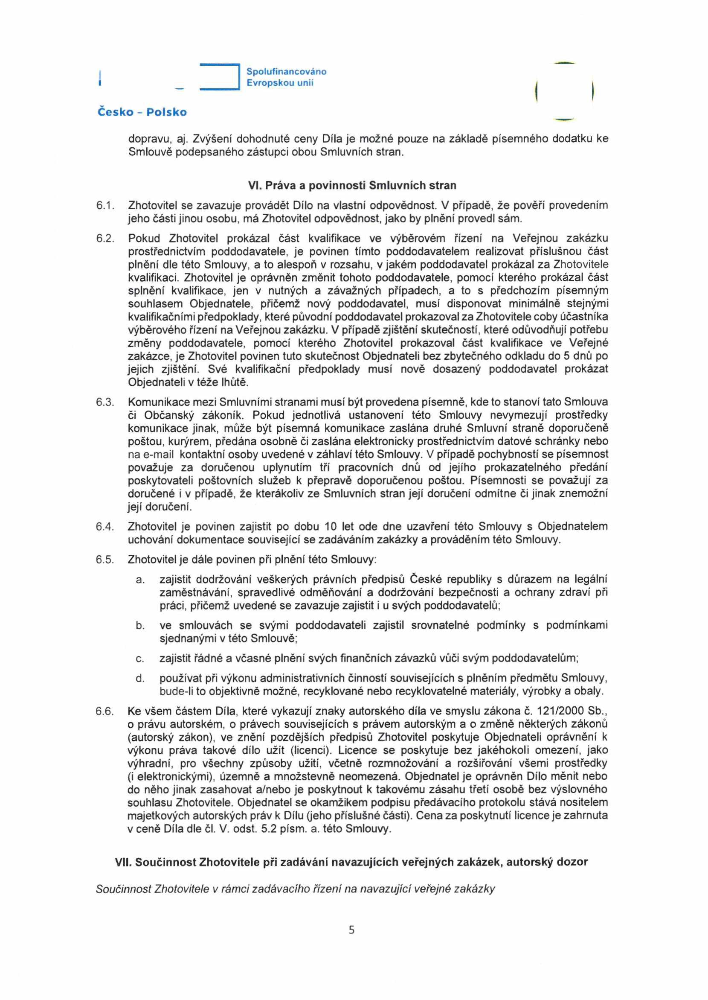 Spolufinancováno
Evropskou unií
Česko – Polsko
dopravu, aj. Zvýšení dohodnuté ceny Díla je možné pouze na základě písemného dodatku ke
Smlouvě podepsaného zástupci obou Smluvních stran.
VI. Práva a povinnosti Smluvních stran
6.1. Zhotovitel se zavazuje provádět Dílo na vlastní odpovědnost. V případě, že pověří provedením
jeho části jinou osobu, má Zhotovitel odpovědnost, jako by plnění provedl sám.
6.2. Pokud Zhotovitel prokázal část kvalifikace ve výběrovém řízení na Veřejnou zakázku
prostřednictvím poddodavatele, je povinen tímto poddodavatelem realizovat příslušnou část
plnění dle této Smlouvy, a to alespoň v rozsahu, v jakém poddodavatel prokázal za Zhotovitele
kvalifikaci. Zhotovitel je oprávněn změnit tohoto poddodavatele, pomocí kterého prokázal část
splnění kvalifikace, jen v nutných a závažných případech, a to s předchozím písemným
souhlasem Objednatele, přičemž nový poddodavatel, musí disponovat minimálně stejnými
kvalifikačními předpoklady, které původní poddodavatel prokazoval za Zhotovitele coby účastníka
výběrového řízení na Veřejnou zakázku. V případě zjištění skutečností, které odůvodňují potřebu
změny poddodavatele, pomocí kterého Zhotovitel prokazoval část kvalifikace ve Veřejné
zakázce, je Zhotovitel povinen tuto skutečnost Objednateli bez zbytečného odkladu do 5 dnů po
jejich zjištění. Své kvalifikační předpoklady musí nově dosazený poddodavatel prokázat
Objednateli v téže lhůtě.
6.3. Komunikace mezi Smluvními stranami musí být provedena písemně, kde to stanoví tato Smlouva
či Občanský zákoník. Pokud jednotlivá ustanovení této Smlouvy nevymezují prostředky
komunikace jinak, může být písemná komunikace zaslána druhé Smluvní straně doporučeně
poštou, kurýrem, předána osobně či zaslána elektronicky prostřednictvím datové schránky nebo
na e-mail kontaktní osoby uvedené v záhlaví této Smlouvy. V případě pochybností se písemnost
považuje za doručenou uplynutím tří pracovních dnů od jejího prokazatelného předání
poskytovateli poštovních služeb k přepravě doporučenou poštou. Písemnosti se považují za
doručené i v případě, že kterákoliv ze Smluvních stran její doručení odmítne či jinak znemožní
její doručení.
6.4. Zhotovitel je povinen zajistit po dobu 10 let ode dne uzavření této Smlouvy s Objednatelem
uchování dokumentace související se zadáváním zakázky a prováděním této Smlouvy.
6.5. Zhotovitel je dále povinen při plnění této Smlouvy:
a. zajistit dodržování veškerých právních předpisů České republiky s důrazem na legální
zaměstnávání, spravedlivé odměňování a dodržování bezpečnosti a ochrany zdraví při
práci, přičemž uvedené se zavazuje zajistit i u svých poddodavatelů;
b. ve smlouvách se svými poddodavateli zajistil srovnatelné podmínky s podmínkami
sjednanými v této Smlouvě;
c. zajistit řádné a včasné plnění svých finančních závazků vůči svým poddodavatelům;
d. používat při výkonu administrativních činností souvisejících s plněním předmětu Smlouvy,
bude-li to objektivně možné, recyklované nebo recyklovatelné materiály, výrobky a obaly.
6.6. Ke všem částem Díla, které vykazují znaky autorského díla ve smyslu zákona č. 121/2000 Sb.,
o právu autorském, o právech souvisejících s právem autorským a o změně některých zákonů
(autorský zákon), ve znění pozdějších předpisů Zhotovitel poskytuje Objednateli oprávnění k
výkonu práva takové dílo užít (licenci). Licence se poskytuje bez jakéhokoli omezení, jako
výhradní, pro všechny způsoby užití, včetně rozmnožování a rozšiřování všemi prostředky
(i elektronickými), územně a množstevně neomezená. Objednatel je oprávněn Dílo měnit nebo
do něho jinak zasahovat a/nebo je poskytnout k takovému zásahu třetí osobě bez výslovného
souhlasu Zhotovitele. Objednatel se okamžikem podpisu předávacího protokolu stává nositelem
majetkových autorských práv k Dílu (jeho příslušné části). Cena za poskytnutí licence je zahrnuta
v ceně Díla dle čl. V. odst. 5.2 písm. a. této Smlouvy.
VII. Součinnost Zhotovitele při zadávání navazujících veřejných zakázek, autorský dozor
Součinnost Zhotovitele v rámci zadávacího řízení na navazující veřejné zakázky
5